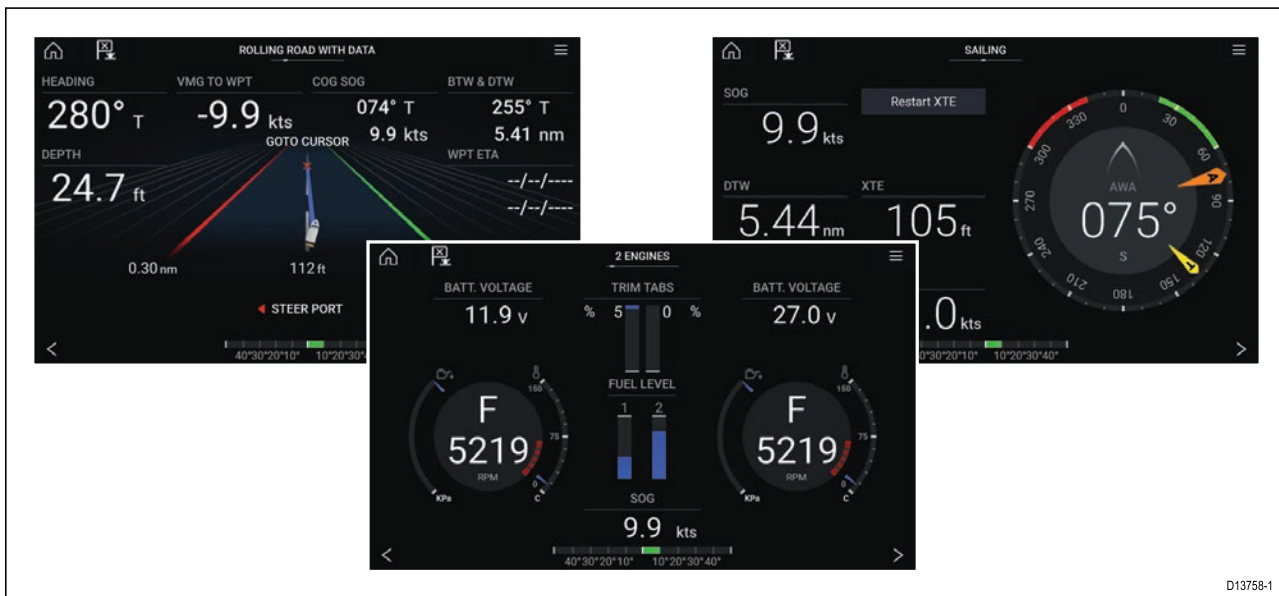 ROLLING ROAD WITH DATA
HEADING VMG TO WPT COG SOG BTW & DTW
280° T -9.9 kts 074° T 255° T
9.9 kts 5.41 nm
GOTO CURSOR
DEPTH WPT ETA
24.7 ft --/--/----
--/--/----
0.30 nm 112 ft
STEER PORT
40°30°20°10° 10°20°30°4
SAILING
SOG
Restart XTE
9.9 kts
DTW XTE
5.44 nm 105 ft
.0 kts
0 30 60 90 120 150 180 210 240 270 300 330
A
T
AWA
075°
S
0°30°20°10° 10°20°30°40°
2 ENGINES
BATT. VOLTAGE TRIM TABS BATT. VOLTAGE
11.9 v % 5 0 % 27.0 v
FUEL LEVEL
1 2
F
5219
RPM
150
75
0
KPa C
F
5219
RPM
150
75
0
KPa C
SOG
9.9 kts
40°30°20°10° 10°20°30°40°
D13758-1